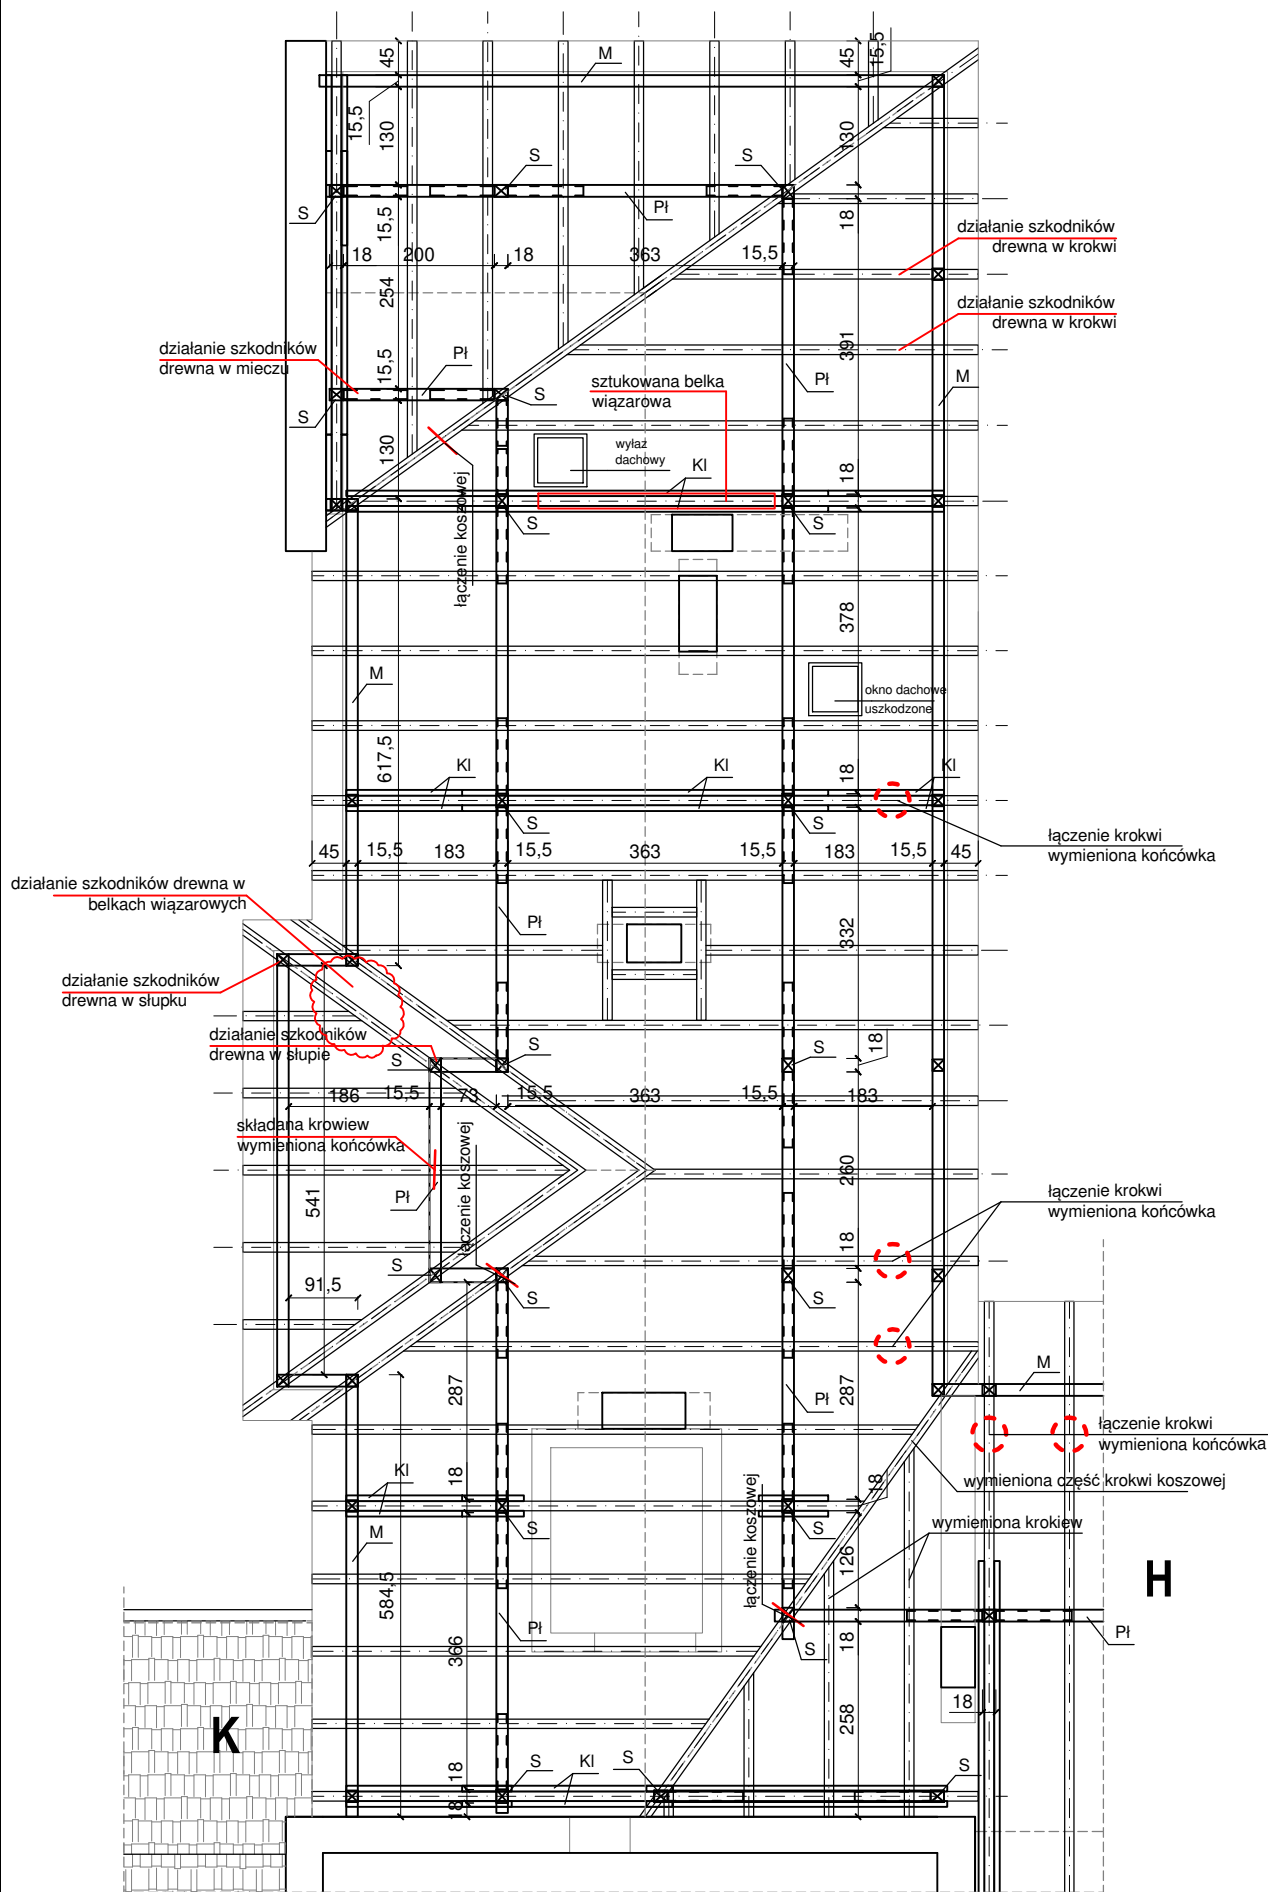 45
M
45
15,5
15,5
130
130
S
S
S
Pł
15,5
18
działanie szkodników
drewna w krokwi
18
200
18
363
15,5
254
działanie szkodników
drewna w krokwi
391
działanie szkodników
drewna w mieczu
15,5
Pł
Pł
M
sztukowana belka
wiązarowa
S
S
130
wyłaz
dachowy
Kl
18
łączenie koszowej
S
S
378
M
okno dachowe
uszkodzone
617,5
Kl
Kl
18
Kl
S
S
łączenie krokwi
wymieniona końcówka
45
15,5
183
15,5
363
15,5
183
15,5
45
działanie szkodników drewna w
belkach wiązarowych
Pł
332
działanie szkodników
drewna w słupku
działanie szkodników
drewna w słupie
S
S
S
18
186
15,5
73
15,5
363
15,5
183
składana krowiew
wymieniona końcówka
łączenie koszowej
260
541
Pł
łączenie krokwi
wymieniona końcówka
18
S
91,5
S
S
M
287
Pł
287
łączenie krokwi
wymieniona końcówka
Kl
18
łączenie koszowej
18
wymieniona część krokwi koszowej
M
S
S
wymieniona krokiew
126
H
584,5
Pł
366
S
18
Pł
18
258
K
S
Kl
S
S
18
18